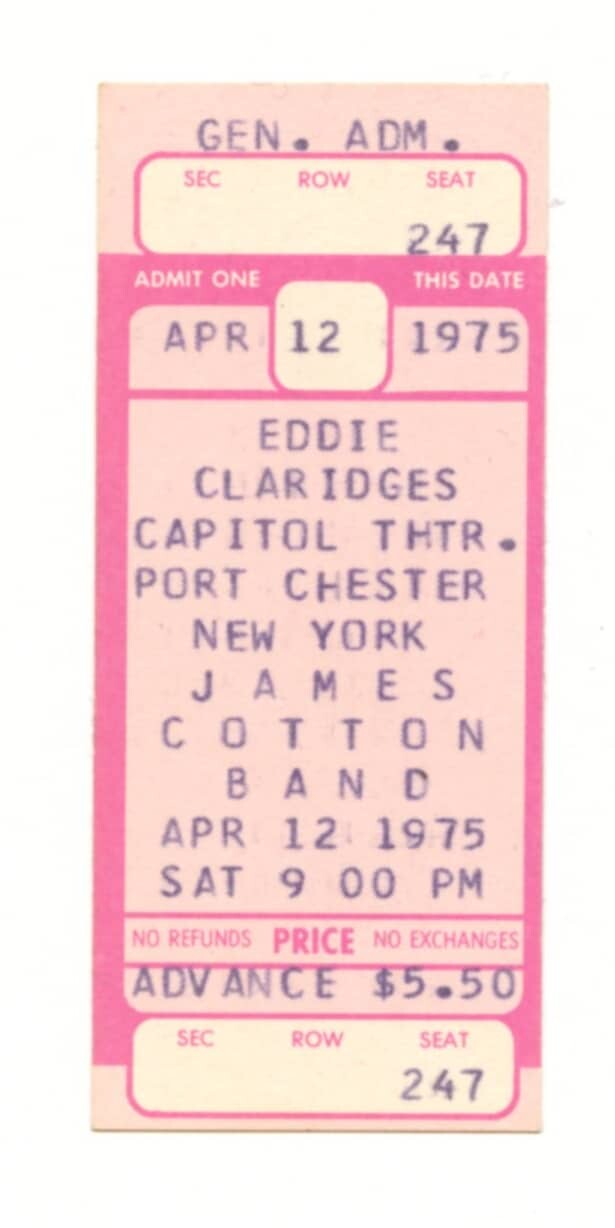 GEN. ADM.
SEC ROW SEAT
247
ADMIT ONE THIS DATE
APR 12 1975
EDDIE
CLARIDGES
CAPITOL THTR.
PORT CHESTER
NEW YORK
J A M E S
C O T T O N
B A N D
APR 12 1975
SAT 9 00 PM
NO REFUNDS PRICE NO EXCHANGES
ADVANCE $5.50
SEC ROW SEAT
247